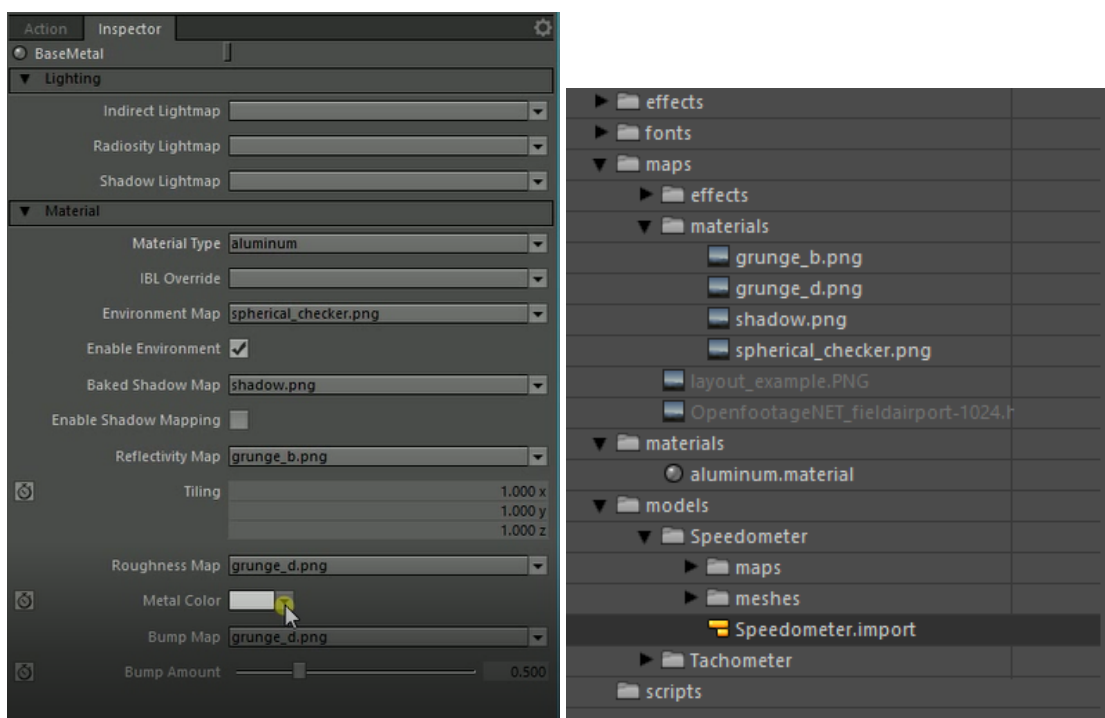 Action Inspector
BaseMetal
Lighting
Indirect Lightmap
Radiosity Lightmap
Shadow Lightmap
Material
Material Type aluminum
IBL Override
Environment Map spherical_checker.png
Enable Environment
Baked Shadow Map shadow.png
Enable Shadow Mapping
Reflectivity Map grunge_b.png
Tiling 1.000 x
1.000 y
1.000 z
Roughness Map grunge_d.png
Metal Color
Bump Map grunge_d.png
Bump Amount 0.500
effects
fonts
maps
effects
materials
grunge_b.png
grunge_d.png
shadow.png
spherical_checker.png
layout_example.PNG
OpenfootageNET_fieldairport-1024.h
materials
aluminum.material
models
Speedometer
maps
meshes
Speedometer.import
Tachometer
scripts